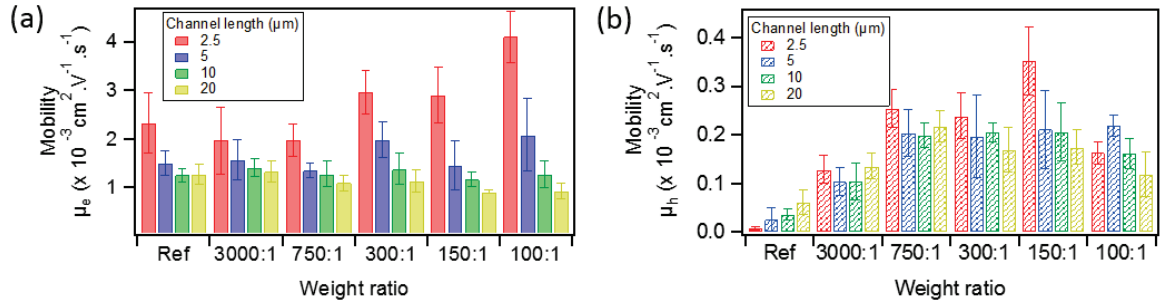 (a)
Channel length (µm)
2.5
5
10
20
Mobility
µe (x 10⁻³ cm².V⁻¹.s⁻¹)
4
3
2
1
Ref 3000:1 750:1 300:1 150:1 100:1
Weight ratio
(b)
Channel length (µm)
2.5
5
10
20
Mobility
µh (x 10⁻³ cm².V⁻¹.s⁻¹)
0.4
0.3
0.2
0.1
0.0
Ref 3000:1 750:1 300:1 150:1 100:1
Weight ratio